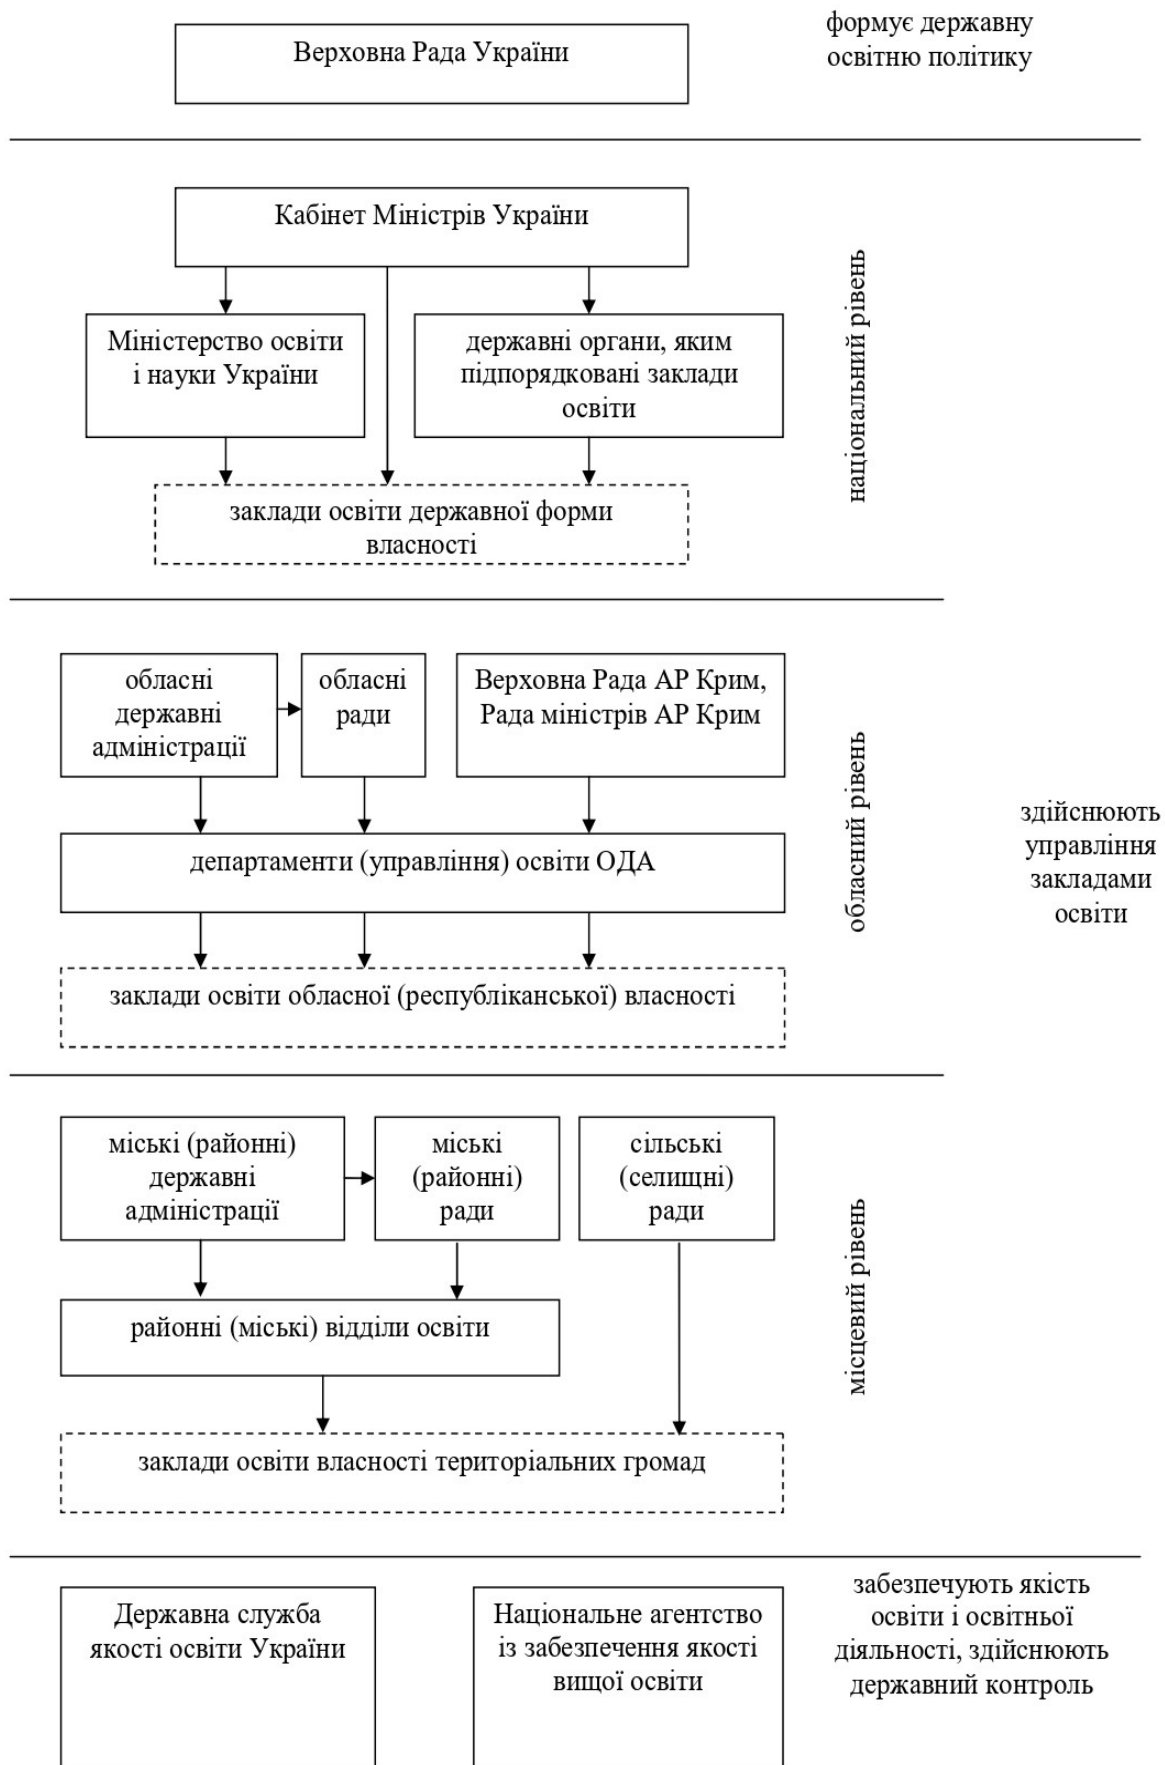 Верховна Рада України
формує державну
освітню політику
Кабінет Міністрів України
Міністерство освіти
і науки України
державні органи, яким
підпорядковані заклади
освіти
заклади освіти державної форми
власності
національний рівень
обласні
державні
адміністрації
обласні
ради
Верховна Рада АР Крим,
Рада міністрів АР Крим
департаменти (управління) освіти ОДА
заклади освіти обласної (республіканської) власності
обласний рівень
здійснюють
управління
закладами
освіти
міські (районні)
державні
адміністрації
міські
(районні)
ради
сільські
(селищні)
ради
районні (міські) відділи освіти
заклади освіти власності територіальних громад
місцевий рівень
Державна служба
якості освіти України
Національне агентство
із забезпечення якості
вищої освіти
забезпечують якість
освіти і освітньої
діяльності, здійснюють
державний контроль